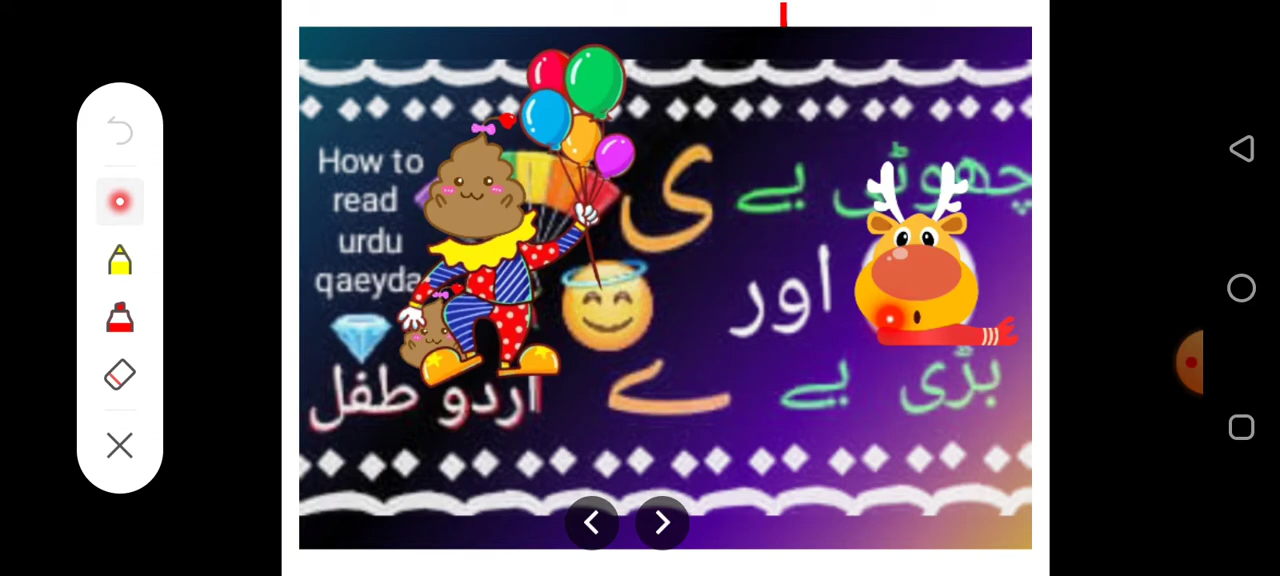 How to
read
urdu
qaeyda
اردو طفل
چھوٹی یے ی
اور
بڑی یے ے